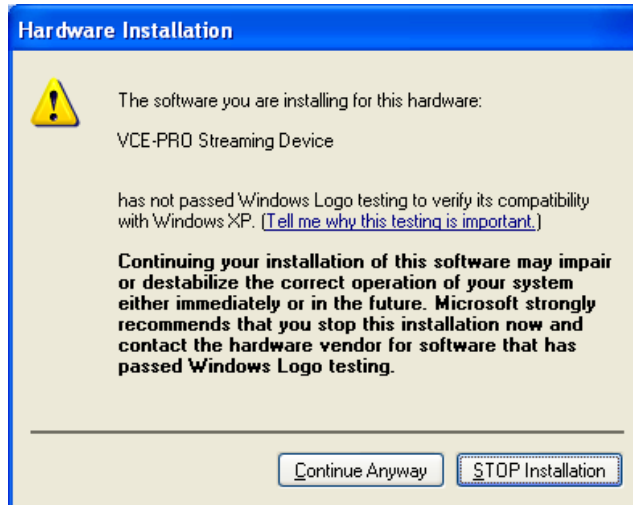 Hardware Installation
The software you are installing for this hardware:
VCE-PRO Streaming Device
has not passed Windows Logo testing to verify its compatibility
with Windows XP. (Tell me why this testing is important.)
Continuing your installation of this software may impair
or destabilize the correct operation of your system
either immediately or in the future. Microsoft strongly
recommends that you stop this installation now and
contact the hardware vendor for software that has
passed Windows Logo testing.
Continue Anyway
STOP Installation